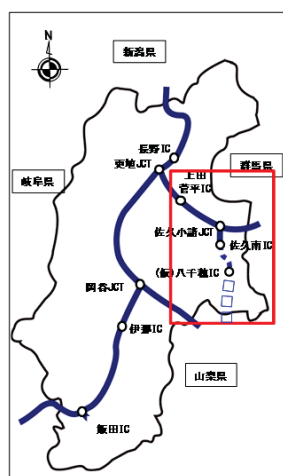 N
新潟県
長野IC
更埴JCT
群馬県
上田
菅平IC
岐阜県
佐久小諸JCT
佐久南IC
(仮)八千穂IC
岡谷JCT
伊那IC
山梨県
飯田IC